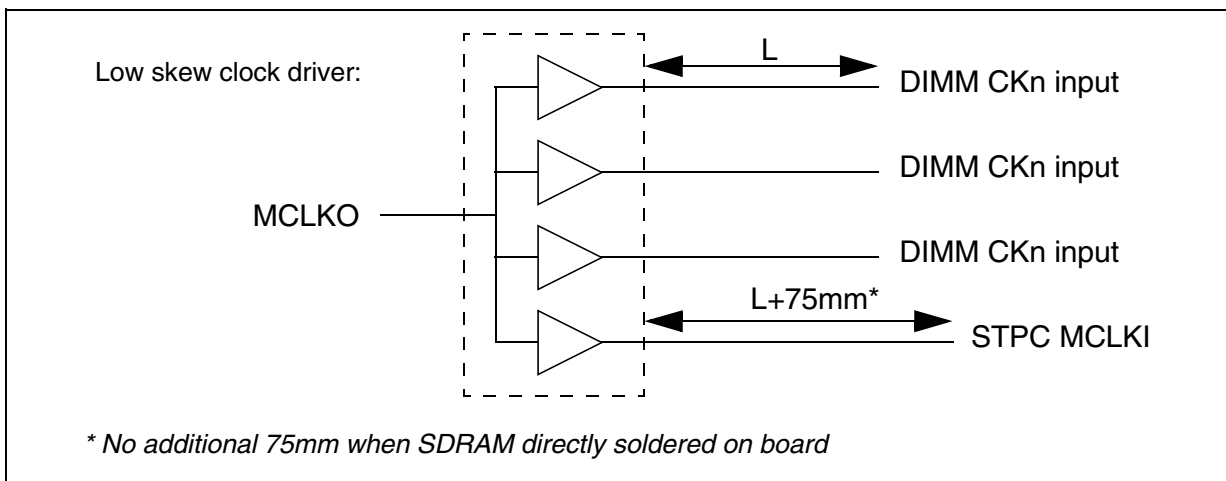 Low skew clock driver:
L
DIMM CKn input
DIMM CKn input
MCLKO
DIMM CKn input
L+75mm*
STPC MCLKI
* No additional 75mm when SDRAM directly soldered on board